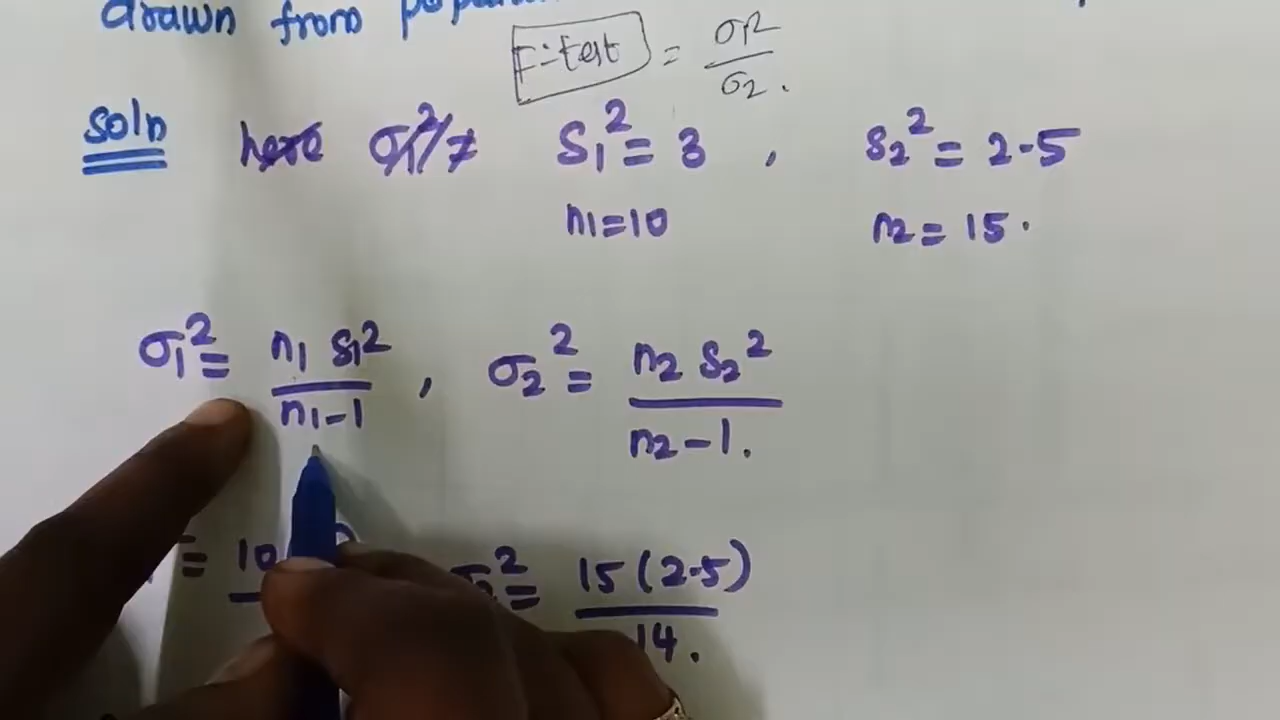 drawn from
F-test = σ1² / σ2.
soln here σ1²/≠ S1² = 3 , S2² = 2.5
n1 = 10 n2 = 15.
σ1² = n1 s1² / n1-1 , σ2² = n2 s2² / n2-1.
= 10 σ2² = 15(2.5) / 14.